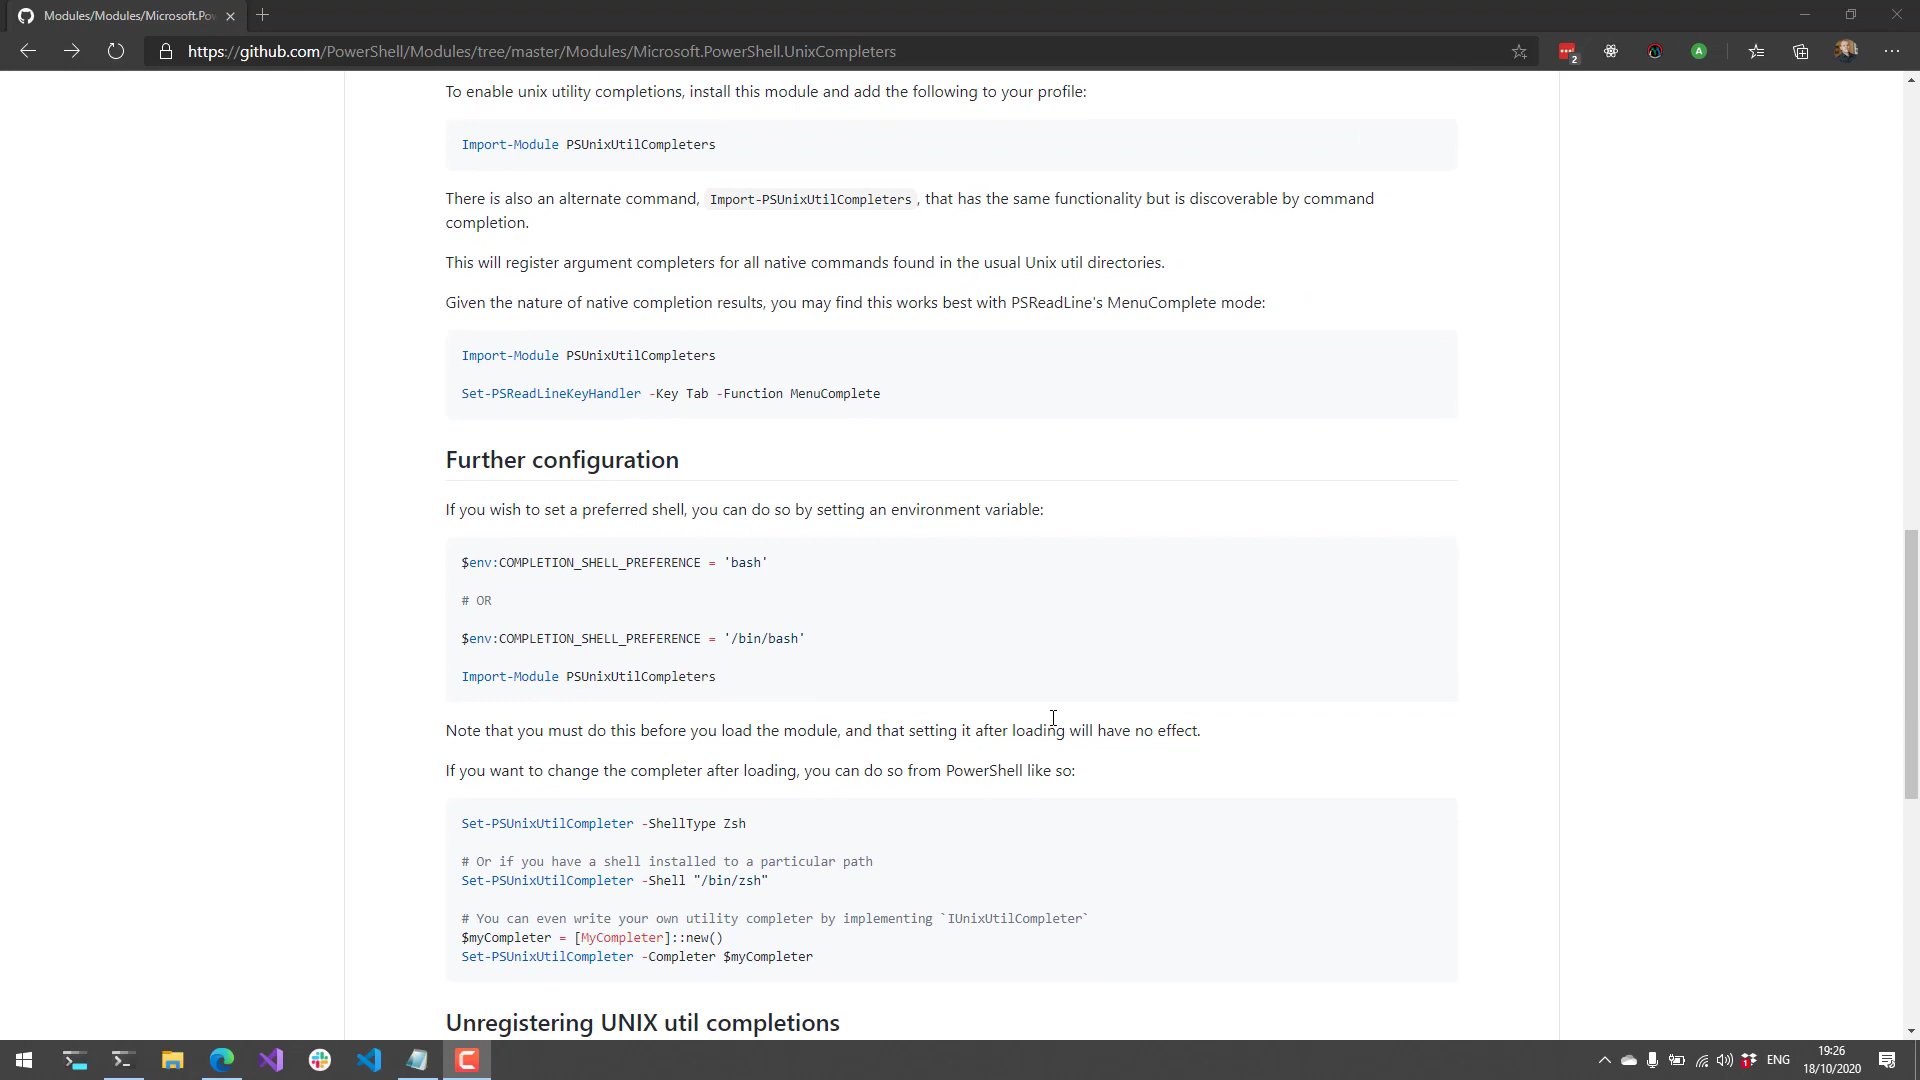 Modules/Modules/Microsoft.Po
https://github.com/PowerShell/Modules/tree/master/Modules/Microsoft.PowerShell.UnixCompleters
2
A
To enable unix utility completions, install this module and add the following to your profile:
Import-Module PSUnixUtilCompleters
There is also an alternate command, Import-PSUnixUtilCompleters , that has the same functionality but is discoverable by command
completion.
This will register argument completers for all native commands found in the usual Unix util directories.
Given the nature of native completion results, you may find this works best with PSReadLine's MenuComplete mode:
Import-Module PSUnixUtilCompleters
Set-PSReadLineKeyHandler -Key Tab -Function MenuComplete
Further configuration
If you wish to set a preferred shell, you can do so by setting an environment variable:
$env:COMPLETION_SHELL_PREFERENCE = 'bash'
# OR
$env:COMPLETION_SHELL_PREFERENCE = '/bin/bash'
Import-Module PSUnixUtilCompleters
Note that you must do this before you load the module, and that setting it after loading will have no effect.
If you want to change the completer after loading, you can do so from PowerShell like so:
Set-PSUnixUtilCompleter -ShellType Zsh
# Or if you have a shell installed to a particular path
Set-PSUnixUtilCompleter -Shell "/bin/zsh"
# You can even write your own utility completer by implementing `IUnixUtilCompleter`
$myCompleter = [MyCompleter]::new()
Set-PSUnixUtilCompleter -Completer $myCompleter
Unregistering UNIX util completions
1
ENG
19:26
18/10/2020